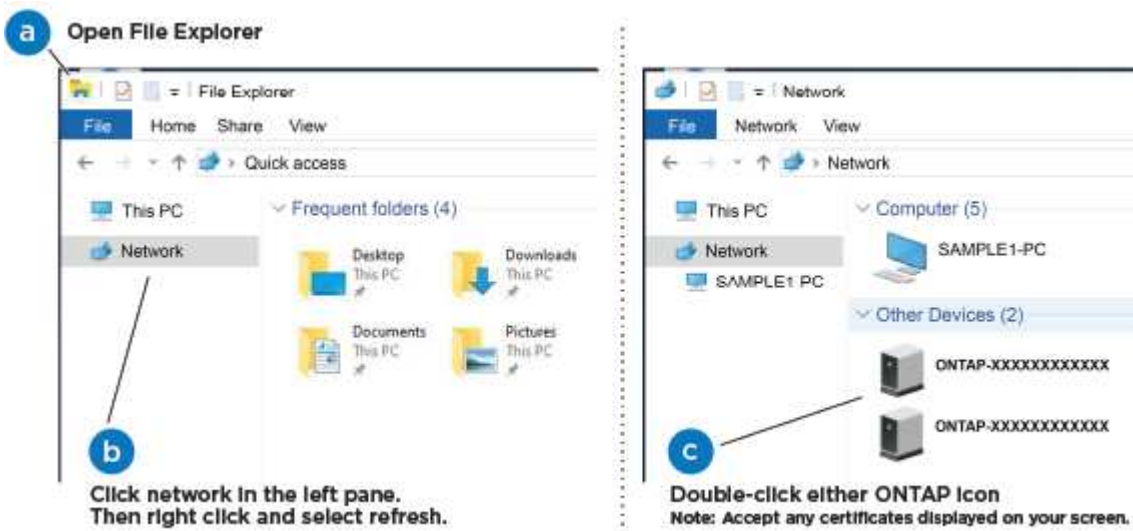 a
Open File Explorer
File Explorer
File Home Share View
Quick access
This PC
Network
Frequent folders (4)
Desktop
This PC
Downloads
This PC
Documents
This PC
Pictures
This PC
b
Click network in the left pane.
Then right click and select refresh.
Network
File Network View
Network
This PC
Network
SAMPLE1 PC
Computer (5)
SAMPLE1-PC
Other Devices (2)
ONTAP-XXXXXXXXXXXX
ONTAP-XXXXXXXXXXXX
c
Double-click either ONTAP icon
Note: Accept any certificates displayed on your screen.